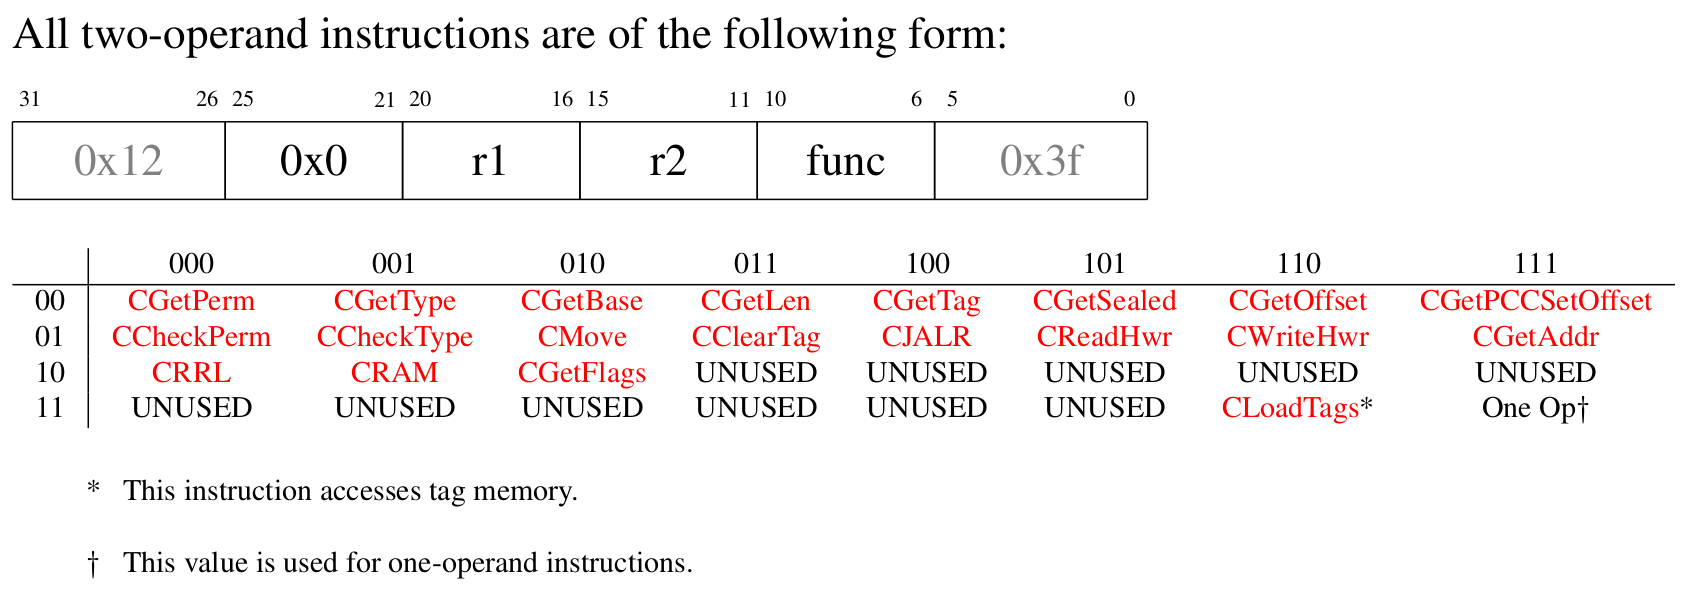 All two-operand instructions are of the following form:
31 26 25 21 20 16 15 11 10 6 5 0
0x12 0x0 r1 r2 func 0x3f
000 001 010 011 100 101 110 111
00 CGetPerm CGetType CGetBase CGetLen CGetTag CGetSealed CGetOffset CGetPCCSetOffset
01 CCheckPerm CCheckType CMove CClearTag CJALR CReadHwr CWriteHwr CGetAddr
10 CRRL CRAM CGetFlags UNUSED UNUSED UNUSED UNUSED UNUSED
11 UNUSED UNUSED UNUSED UNUSED UNUSED UNUSED CLoadTags* One Op†
* This instruction accesses tag memory.
† This value is used for one-operand instructions.